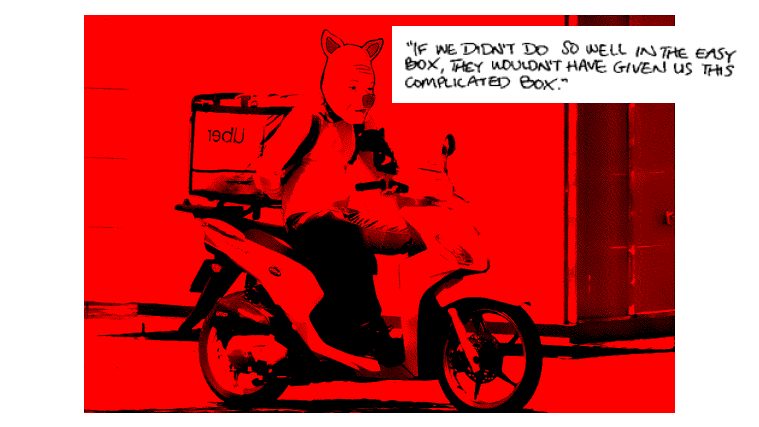 "IF WE DIDN'T DO SO WELL IN THE EASY
BOX, THEY WOULDN'T HAVE GIVEN US THIS
COMPLICATED BOX."
Uber